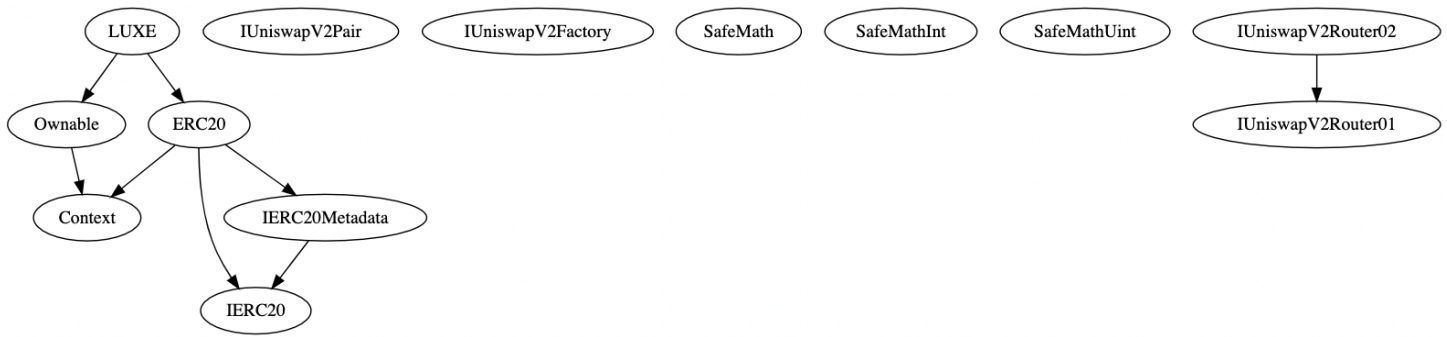 LUXE
IUniswapV2Pair
IUniswapV2Factory
SafeMath
SafeMathInt
SafeMathUint
IUniswapV2Router02
Ownable
ERC20
IUniswapV2Router01
Context
IERC20Metadata
IERC20